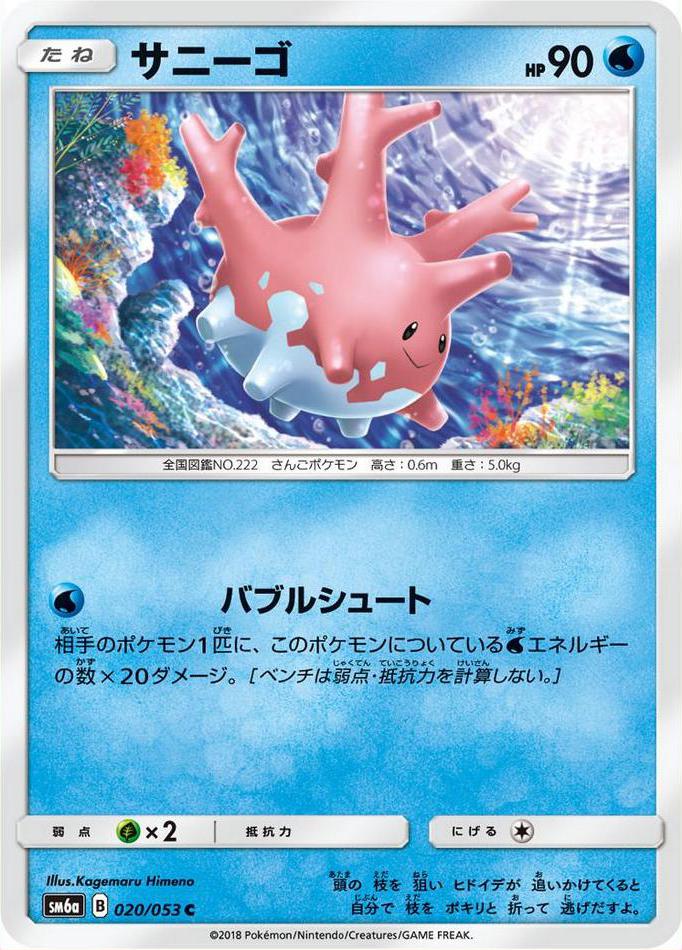 たね サニーゴ HP 90
全国図鑑NO.222 さんごポケモン 高さ：0.6m 重さ：5.0kg
バブルシュート
相手のポケモン1匹に、このポケモンについているエネルギー
の数×20ダメージ。［ベンチは弱点・抵抗力を計算しない。］
弱点 ×2 抵抗力 にげる
Illus.Kagemaru Himeno
頭の 枝を 狙い ヒドイデが 追いかけてくると
自分で 枝を ポキリと 折って 逃げだすよ。
SM6a B 020/053 C
©2018 Pokémon/Nintendo/Creatures/GAME FREAK.